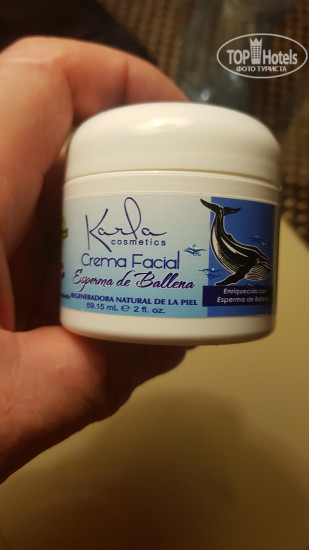 TOP Hotels
ФОТО ТУРИСТА
Karla
cosmetics
Crema Facial
Esperma de Ballena
REGENERADORA NATURAL DE LA PIEL
59.15 mL ℮ 2 fl. oz.
Enriquecida con
Esperma de Ballena